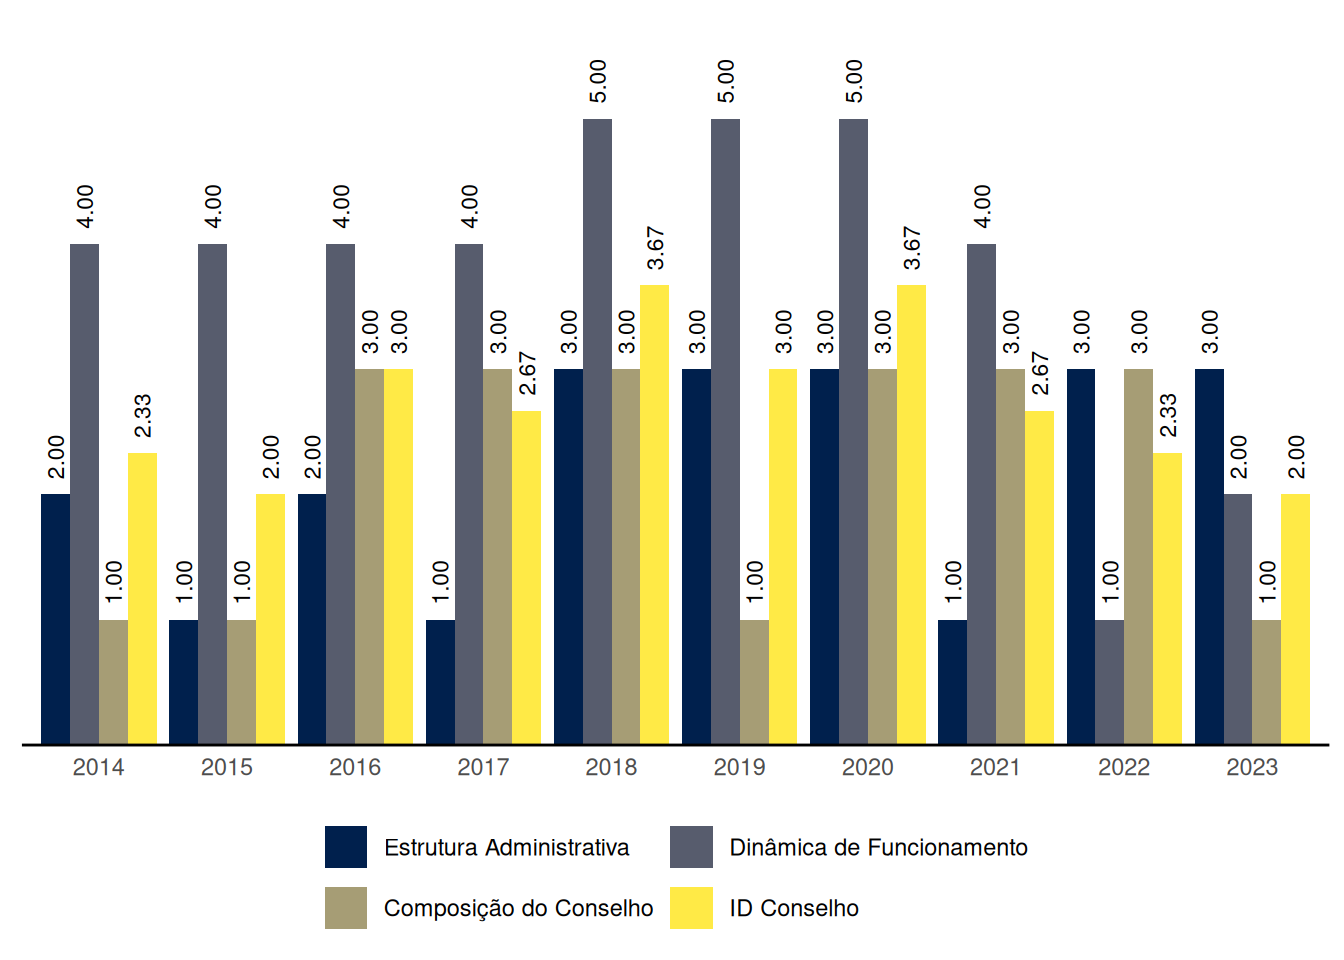 5.00 5.00 5.00
4.00 4.00 4.00 4.00 4.00
3.67 3.67
3.00 3.00 3.00 3.00 3.00 3.00 3.00 3.00 3.00 3.00 3.00 3.00 3.00
2.67 2.67
2.33 2.33
2.00 2.00 2.00 2.00 2.00
1.00 1.00 1.00 1.00 1.00 1.00 1.00 1.00
2014 2015 2016 2017 2018 2019 2020 2021 2022 2023
Estrutura Administrativa Dinâmica de Funcionamento
Composição do Conselho ID Conselho